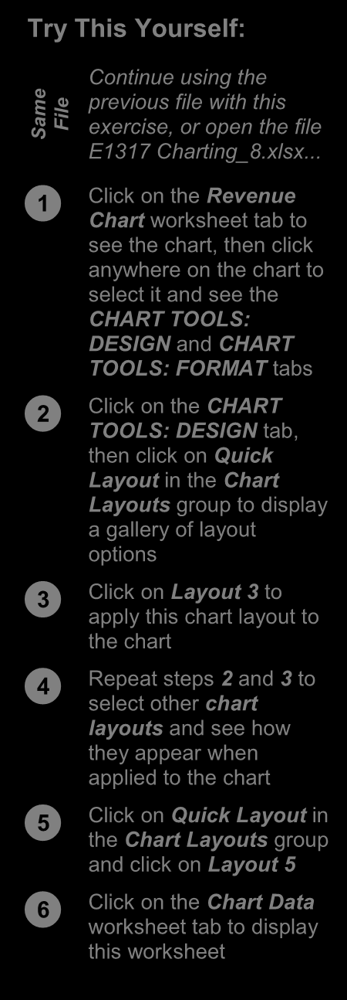 Try This Yourself:
Same
File
Continue using the
previous file with this
exercise, or open the file
E1317 Charting_8.xlsx...
1
Click on the Revenue
Chart worksheet tab to
see the chart, then click
anywhere on the chart to
select it and see the
CHART TOOLS:
DESIGN and CHART
TOOLS: FORMAT tabs
2
Click on the CHART
TOOLS: DESIGN tab,
then click on Quick
Layout in the Chart
Layouts group to display
a gallery of layout
options
3
Click on Layout 3 to
apply this chart layout to
the chart
4
Repeat steps 2 and 3 to
select other chart
layouts and see how
they appear when
applied to the chart
5
Click on Quick Layout in
the Chart Layouts group
and click on Layout 5
6
Click on the Chart Data
worksheet tab to display
this worksheet